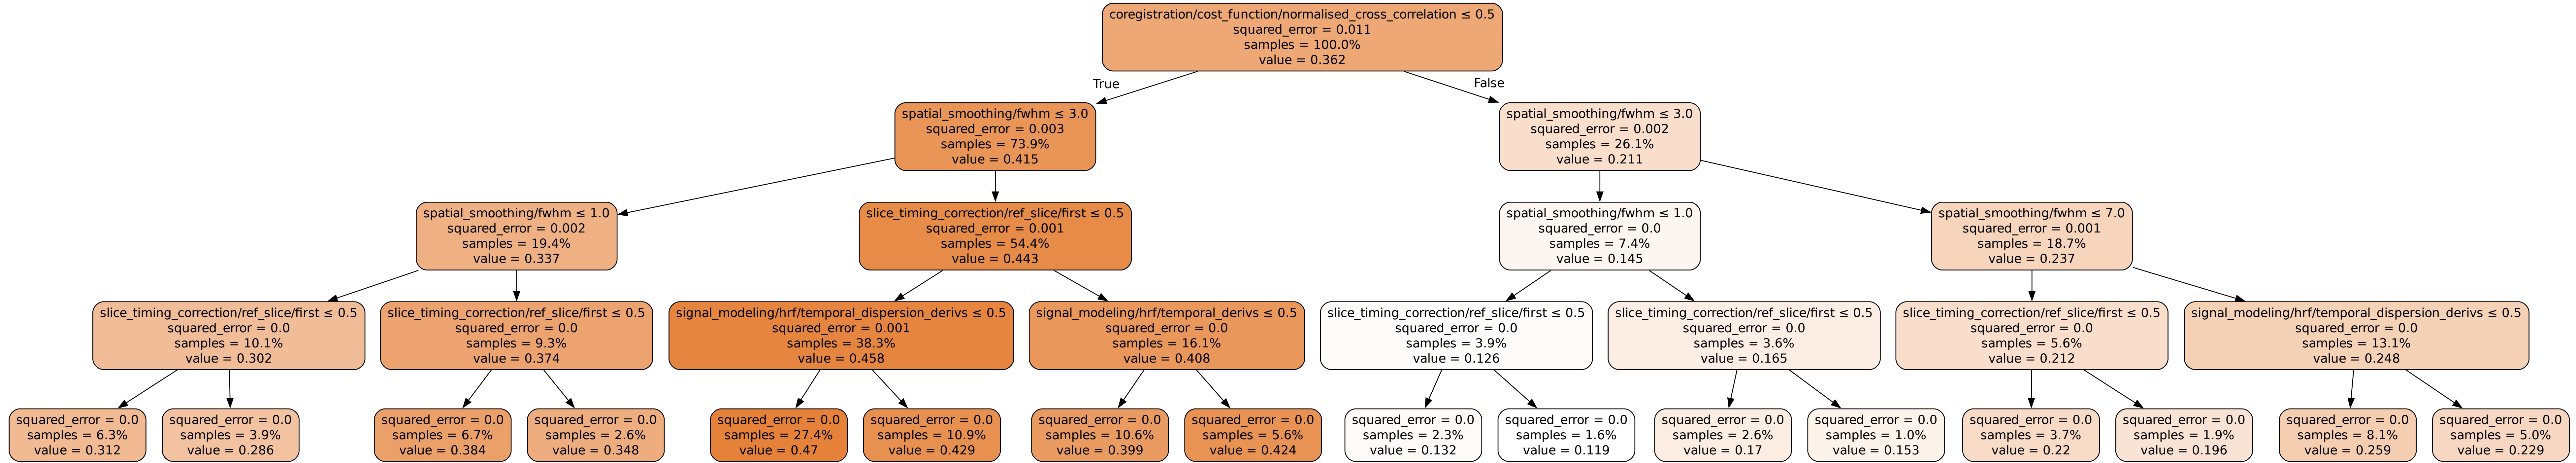 coregistration/cost_function/normalised_cross_correlation ≤ 0.5
squared_error = 0.011
samples = 100.0%
value = 0.362
True
False
spatial_smoothing/fwhm ≤ 3.0
squared_error = 0.003
samples = 73.9%
value = 0.415
spatial_smoothing/fwhm ≤ 3.0
squared_error = 0.002
samples = 26.1%
value = 0.211
spatial_smoothing/fwhm ≤ 1.0
squared_error = 0.002
samples = 19.4%
value = 0.337
slice_timing_correction/ref_slice/first ≤ 0.5
squared_error = 0.001
samples = 54.4%
value = 0.443
spatial_smoothing/fwhm ≤ 1.0
squared_error = 0.0
samples = 7.4%
value = 0.145
spatial_smoothing/fwhm ≤ 7.0
squared_error = 0.001
samples = 18.7%
value = 0.237
slice_timing_correction/ref_slice/first ≤ 0.5
squared_error = 0.0
samples = 10.1%
value = 0.302
slice_timing_correction/ref_slice/first ≤ 0.5
squared_error = 0.0
samples = 9.3%
value = 0.374
signal_modeling/hrf/temporal_dispersion_derivs ≤ 0.5
squared_error = 0.001
samples = 38.3%
value = 0.458
signal_modeling/hrf/temporal_derivs ≤ 0.5
squared_error = 0.0
samples = 16.1%
value = 0.408
slice_timing_correction/ref_slice/first ≤ 0.5
squared_error = 0.0
samples = 3.9%
value = 0.126
slice_timing_correction/ref_slice/first ≤ 0.5
squared_error = 0.0
samples = 3.6%
value = 0.165
slice_timing_correction/ref_slice/first ≤ 0.5
squared_error = 0.0
samples = 5.6%
value = 0.212
signal_modeling/hrf/temporal_dispersion_derivs ≤ 0.5
squared_error = 0.0
samples = 13.1%
value = 0.248
squared_error = 0.0
samples = 6.3%
value = 0.312
squared_error = 0.0
samples = 3.9%
value = 0.286
squared_error = 0.0
samples = 6.7%
value = 0.384
squared_error = 0.0
samples = 2.6%
value = 0.348
squared_error = 0.0
samples = 27.4%
value = 0.47
squared_error = 0.0
samples = 10.9%
value = 0.429
squared_error = 0.0
samples = 10.6%
value = 0.399
squared_error = 0.0
samples = 5.6%
value = 0.424
squared_error = 0.0
samples = 2.3%
value = 0.132
squared_error = 0.0
samples = 1.6%
value = 0.119
squared_error = 0.0
samples = 2.6%
value = 0.17
squared_error = 0.0
samples = 1.0%
value = 0.153
squared_error = 0.0
samples = 3.7%
value = 0.22
squared_error = 0.0
samples = 1.9%
value = 0.196
squared_error = 0.0
samples = 8.1%
value = 0.259
squared_error = 0.0
samples = 5.0%
value = 0.229